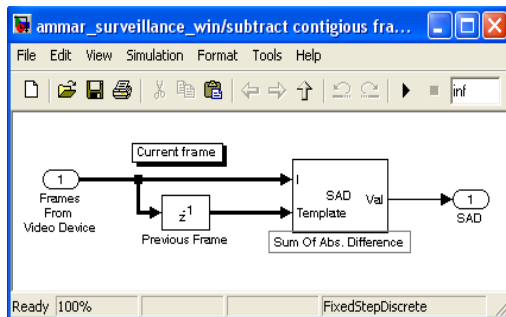 ammar_surveillance_win/subtract contigious fra...
File Edit View Simulation Format Tools Help
inf
Current frame
1
Frames
From
Video Device
z-1
Previous Frame
I
SAD
Val
Template
Sum Of Abs. Difference
1
SAD
Ready 100% FixedStepDiscrete